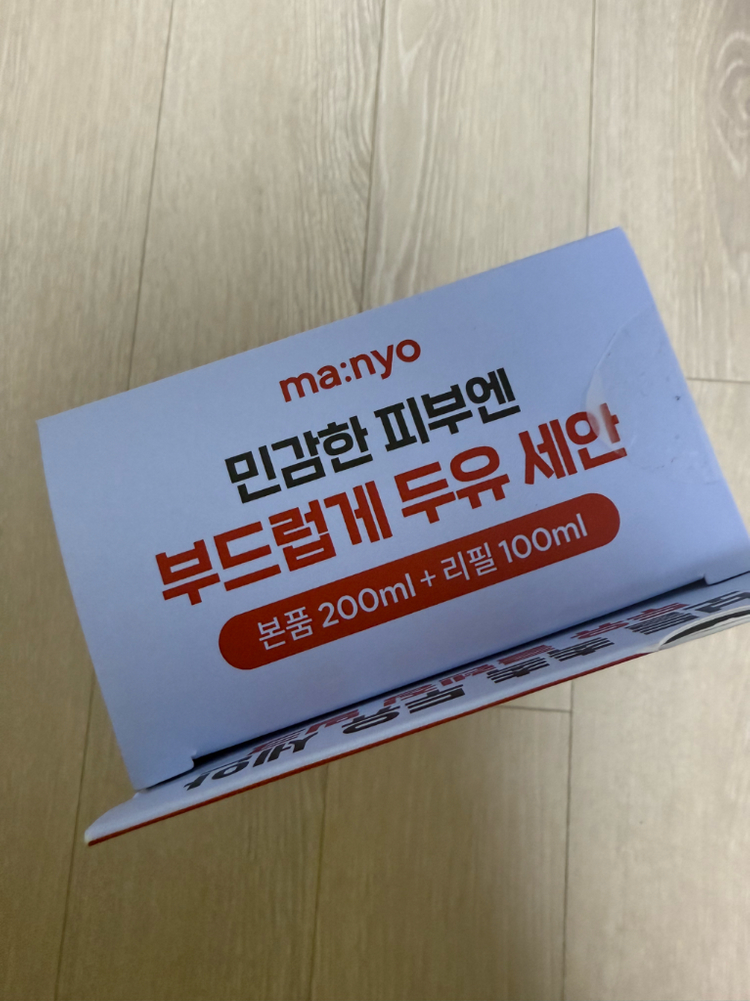 ma:nyo
민감한 피부엔
부드럽게 두유 세안
본품 200ml + 리필 100ml